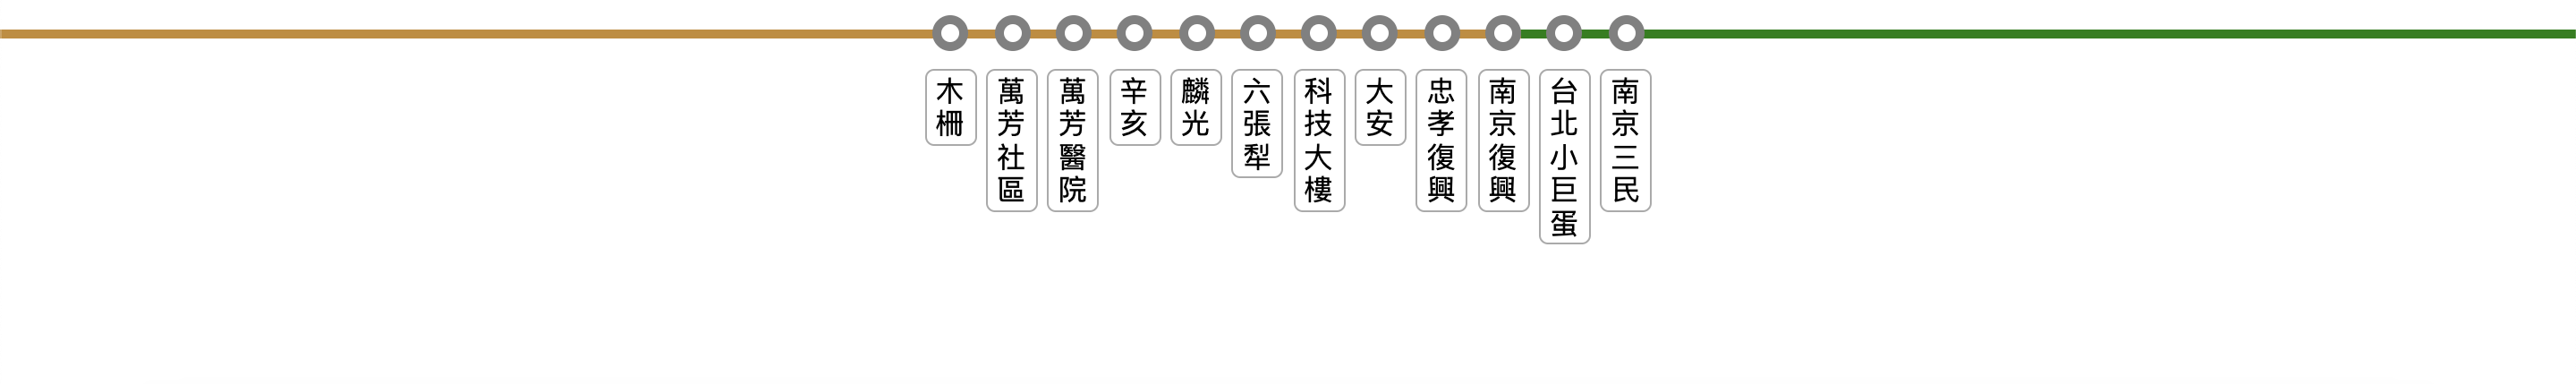 木柵
萬芳社區
萬芳醫院
辛亥
麟光
六張犁
科技大樓
大安
忠孝復興
南京復興
台北小巨蛋
南京三民